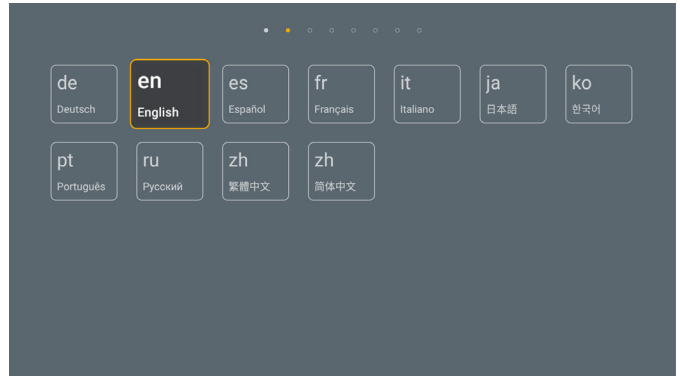 de
Deutsch
en
English
es
Español
fr
Français
it
Italiano
ja
日本語
ko
한국어
pt
Português
ru
Русский
zh
繁體中文
zh
简体中文